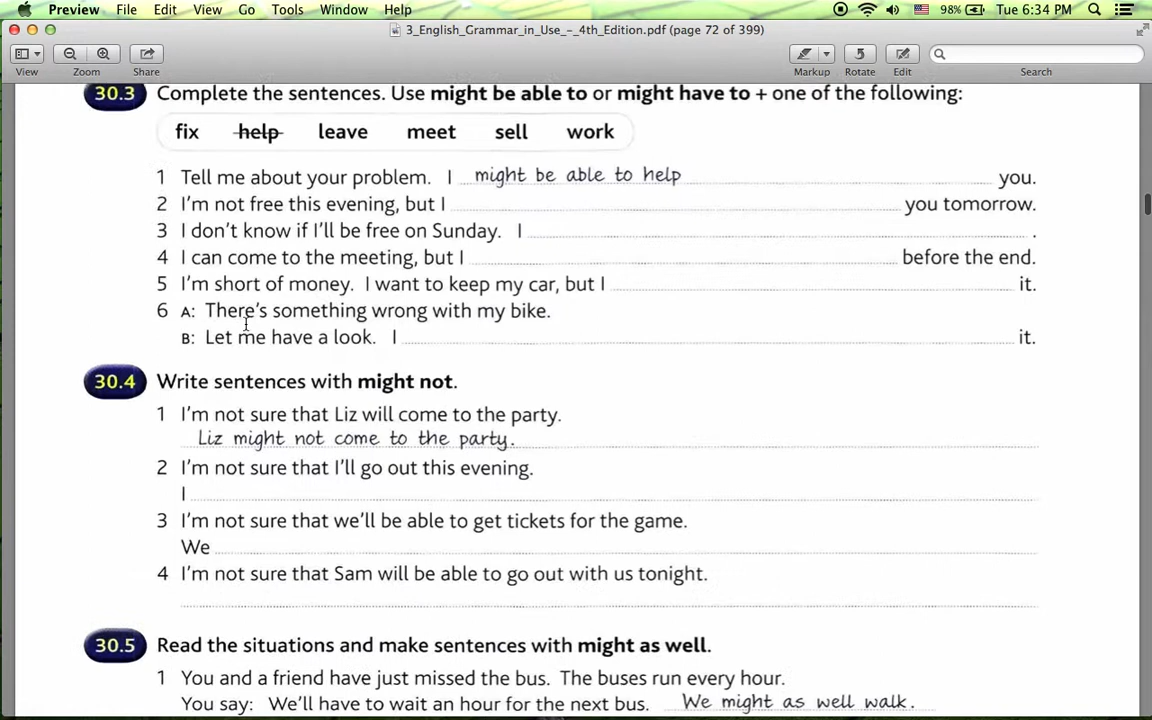 Preview File Edit View Go Tools Window Help 98% Tue 6:34 PM
3_English_Grammar_in_Use_-_4th_Edition.pdf (page 72 of 399)
View Zoom Share Markup Rotate Edit Search
30.3 Complete the sentences. Use might be able to or might have to + one of the following:
fix help leave meet sell work
1 Tell me about your problem. I might be able to help you.
2 I'm not free this evening, but I you tomorrow.
3 I don't know if I'll be free on Sunday. I .
4 I can come to the meeting, but I before the end.
5 I'm short of money. I want to keep my car, but I it.
6 A: There's something wrong with my bike.
B: Let me have a look. I it.
30.4 Write sentences with might not.
1 I'm not sure that Liz will come to the party.
Liz might not come to the party.
2 I'm not sure that I'll go out this evening.
I
3 I'm not sure that we'll be able to get tickets for the game.
We
4 I'm not sure that Sam will be able to go out with us tonight.
30.5 Read the situations and make sentences with might as well.
1 You and a friend have just missed the bus. The buses run every hour.
You say: We'll have to wait an hour for the next bus. We might as well walk.